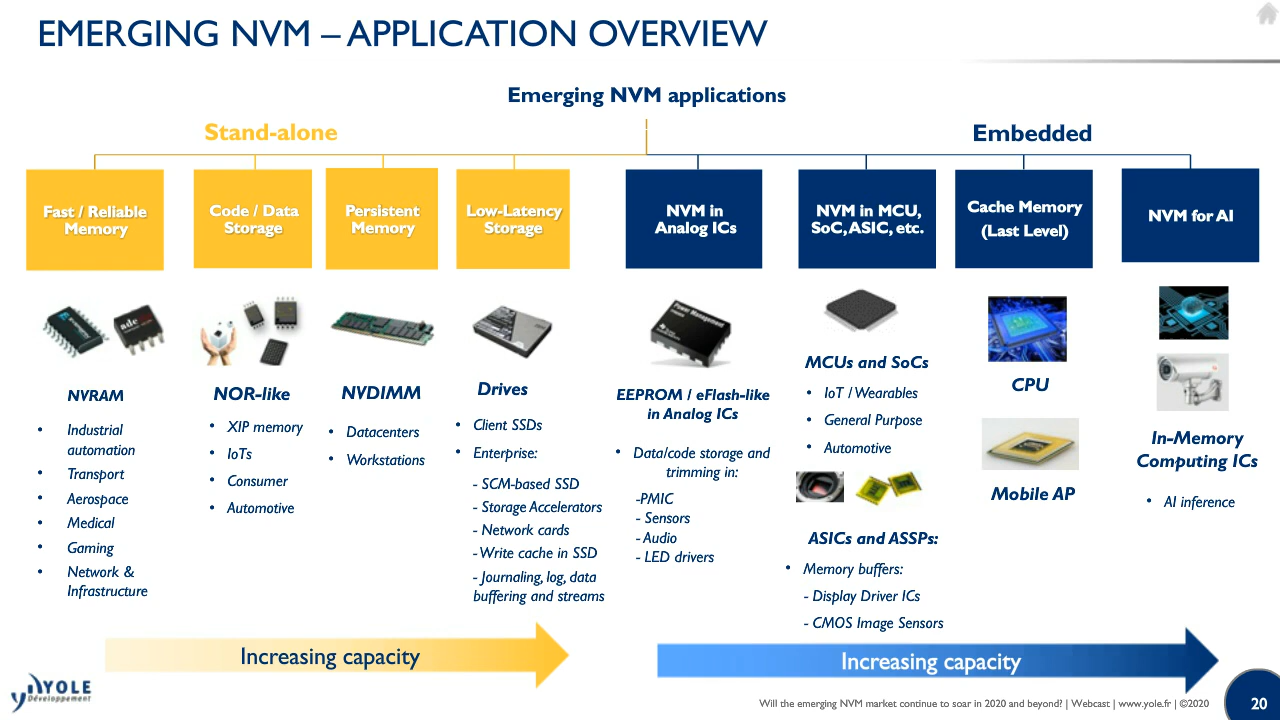 EMERGING NVM – APPLICATION OVERVIEW
Emerging NVM applications
Stand-alone
Embedded
Fast / Reliable
Memory
Code / Data
Storage
Persistent
Memory
Low-Latency
Storage
NVM in
Analog ICs
NVM in MCU,
SoC, ASIC, etc.
Cache Memory
(Last Level)
NVM for AI
NVRAM
• Industrial
automation
• Transport
• Aerospace
• Medical
• Gaming
• Network &
Infrastructure
NOR-like
• XIP memory
• IoTs
• Consumer
• Automotive
NVDIMM
• Datacenters
• Workstations
Drives
• Client SSDs
• Enterprise:
- SCM-based SSD
- Storage Accelerators
- Network cards
- Write cache in SSD
- Journaling, log, data
buffering and streams
Power Management
EEPROM / eFlash-like
in Analog ICs
• Data/code storage and
trimming in:
-PMIC
- Sensors
- Audio
- LED drivers
MCUs and SoCs
• IoT / Wearables
• General Purpose
• Automotive
ASICs and ASSPs:
• Memory buffers:
- Display Driver ICs
- CMOS Image Sensors
CPU
Mobile AP
In-Memory
Computing ICs
• AI inference
Increasing capacity
Increasing capacity
YOLE
Développement
Will the emerging NVM market continue to soar in 2020 and beyond? | Webcast | www.yole.fr | ©2020
20